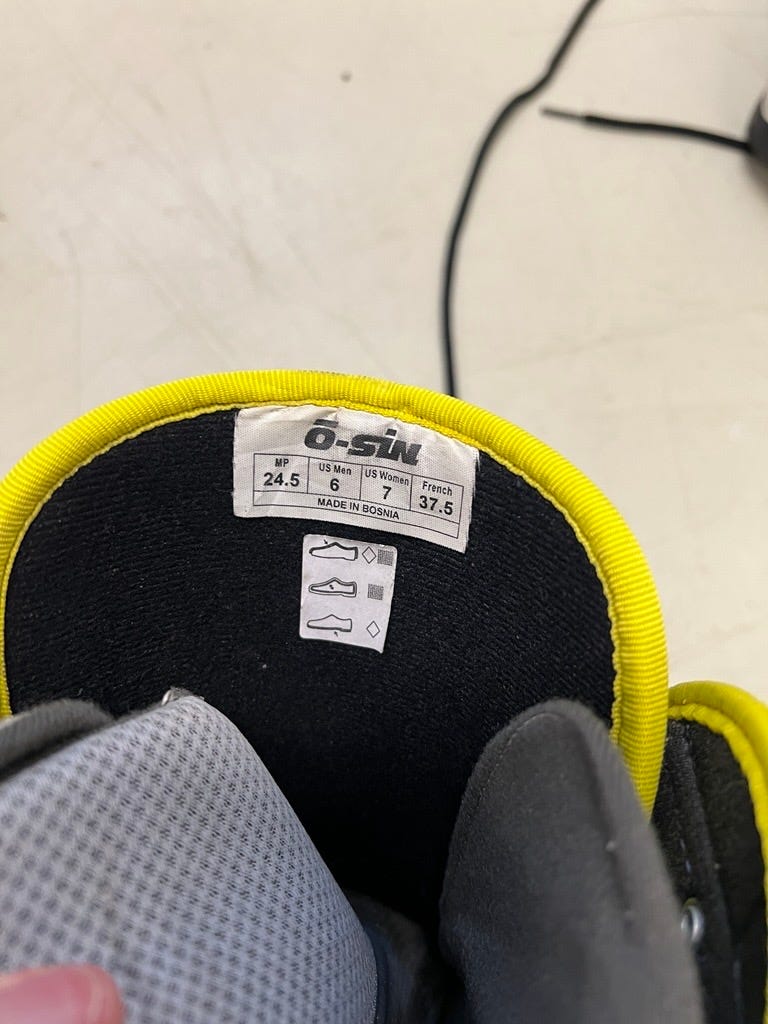 Ō-SiN
MP US Men US Women French
24.5 6 7 37.5
MADE IN BOSNIA